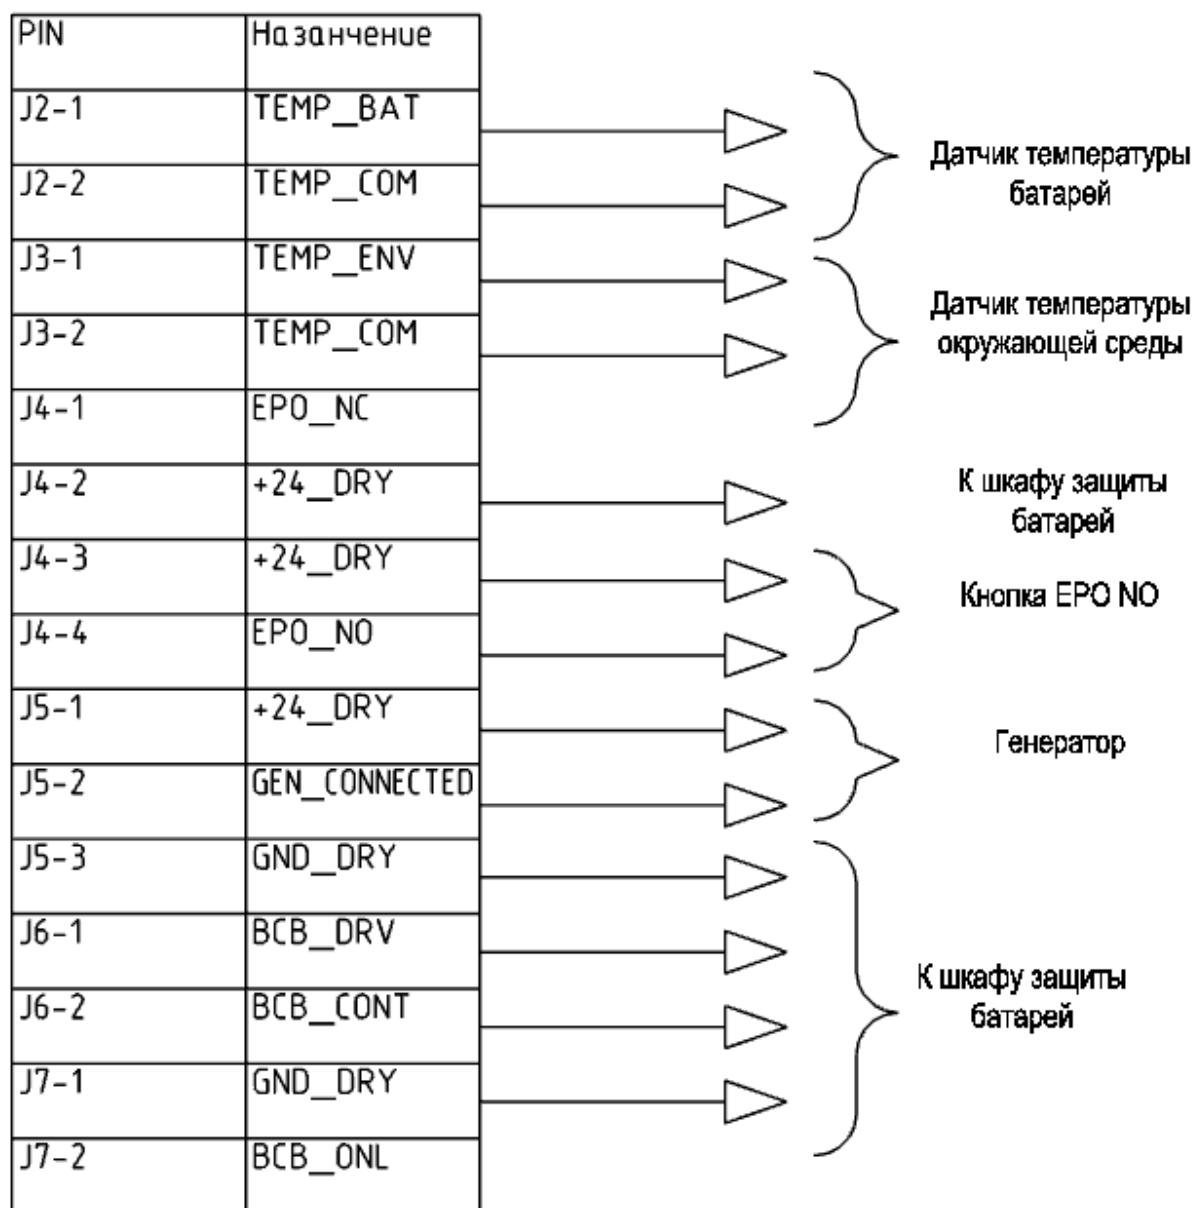 PIN Назанчение
J2-1 TEMP_BAT
J2-2 TEMP_COM
J3-1 TEMP_ENV
J3-2 TEMP_COM
J4-1 EPO_NC
J4-2 +24_DRY
J4-3 +24_DRY
J4-4 EPO_NO
J5-1 +24_DRY
J5-2 GEN_CONNECTED
J5-3 GND_DRY
J6-1 BCB_DRV
J6-2 BCB_CONT
J7-1 GND_DRY
J7-2 BCB_ONL
Датчик температуры
батарей
Датчик температуры
окружающей среды
К шкафу защиты
батарей
Кнопка EPO NO
Генератор
К шкафу защиты
батарей